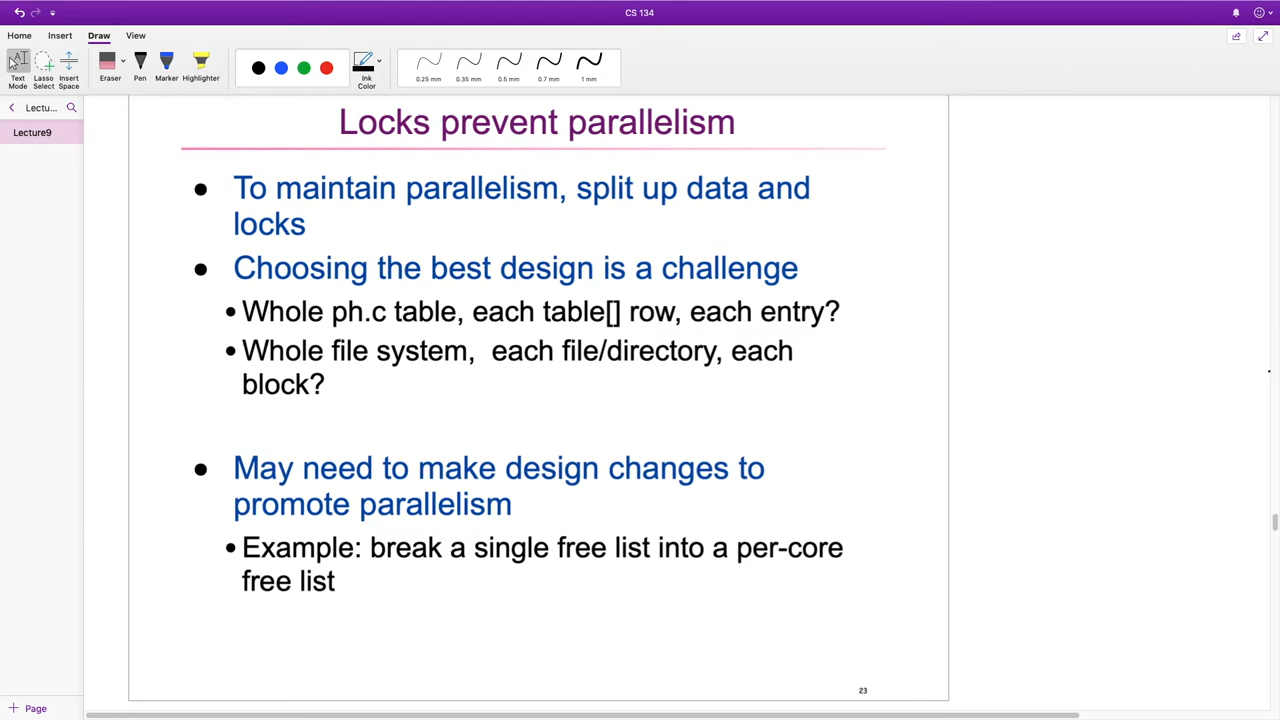 CS 134
Home Insert Draw View
Text Mode Lasso Select Insert Space Eraser Pen Marker Highlighter Ink Color 0.25 mm 0.35 mm 0.5 mm 0.7 mm 1 mm
Lectu...
Lecture9
Locks prevent parallelism
● To maintain parallelism, split up data and
locks
● Choosing the best design is a challenge
• Whole ph.c table, each table[] row, each entry?
• Whole file system, each file/directory, each
block?
● May need to make design changes to
promote parallelism
• Example: break a single free list into a per-core
free list
23
+ Page